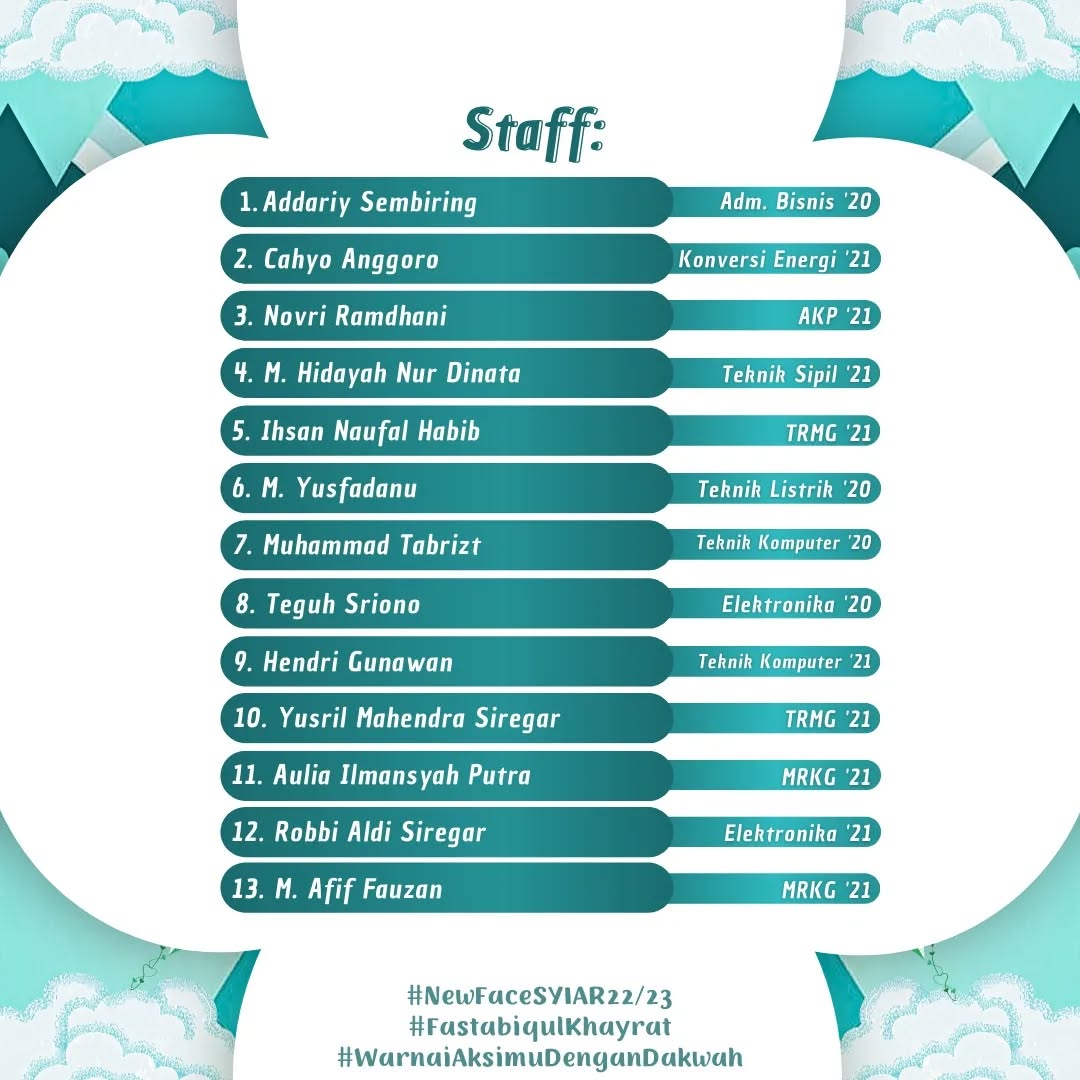 Staff:
1. Addariy Sembiring Adm. Bisnis '20
2. Cahyo Anggoro Konversi Energi '21
3. Novri Ramdhani AKP '21
4. M. Hidayah Nur Dinata Teknik Sipil '21
5. Ihsan Naufal Habib TRMG '21
6. M. Yusfadanu Teknik Listrik '20
7. Muhammad Tabrizt Teknik Komputer '20
8. Teguh Sriono Elektronika '20
9. Hendri Gunawan Teknik Komputer '21
10. Yusril Mahendra Siregar TRMG '21
11. Aulia Ilmansyah Putra MRKG '21
12. Robbi Aldi Siregar Elektronika '21
13. M. Afif Fauzan MRKG '21
#NewFaceSYIAR22/23
#FastabiqulKhayrat
#WarnaiAksimuDenganDakwah